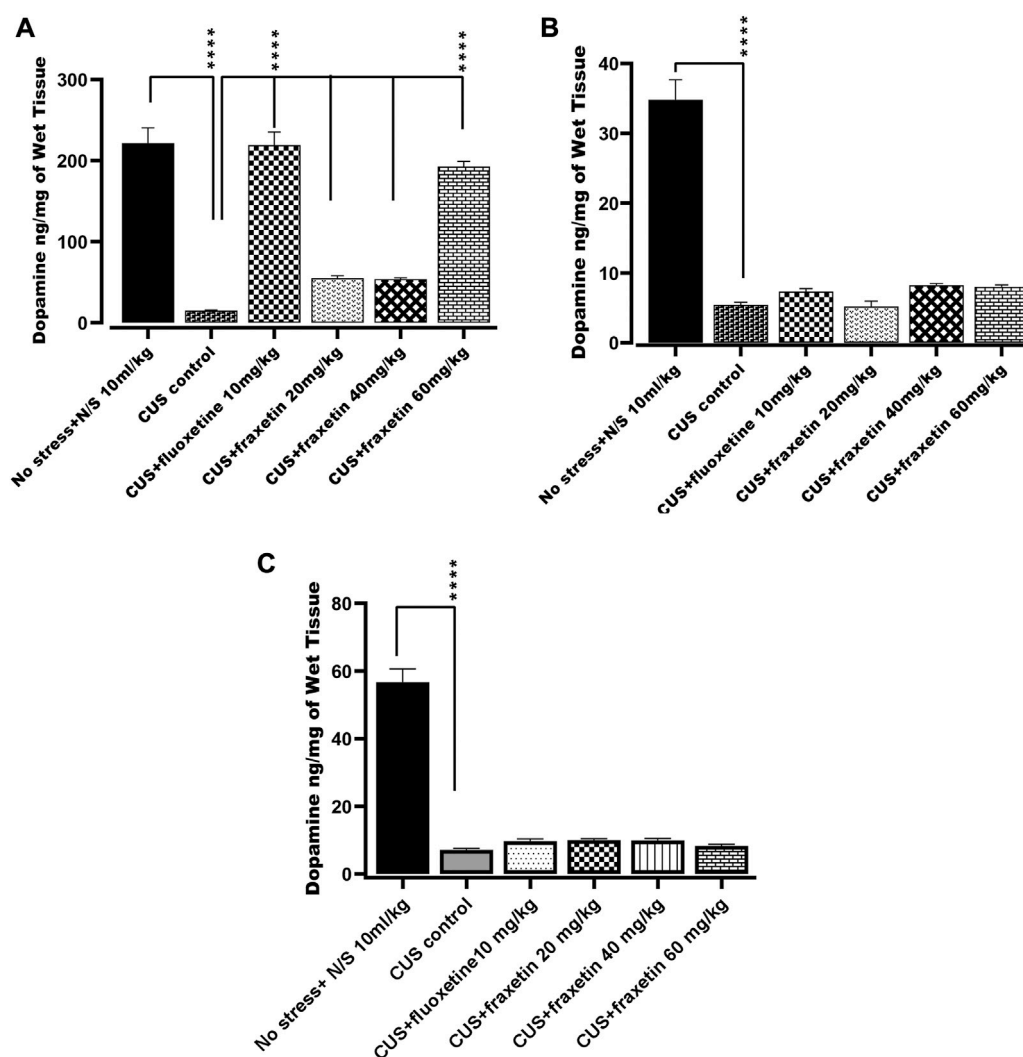 A
Dopamine ng/mg of Wet Tissue
300
200
100
0
****
****
****
No stress+N/S 10ml/kg
CUS control
CUS+fluoxetine 10mg/kg
CUS+fraxetin 20mg/kg
CUS+fraxetin 40mg/kg
CUS+fraxetin 60mg/kg
B
Dopamine ng/mg of Wet Tissue
40
30
20
10
0
****
No stress+N/S 10ml/kg
CUS control
CUS+fluoxetine 10mg/kg
CUS+fraxetin 20mg/kg
CUS+fraxetin 40mg/kg
CUS+fraxetin 60mg/kg
C
Dopamine ng/mg of Wet Tissue
80
60
40
20
0
****
No stress+ N/S 10ml/kg
CUS control
CUS+fluoxetine10 mg/kg
CUS+fraxetin 20 mg/kg
CUS+fraxetin 40 mg/kg
CUS+fraxetin 60 mg/kg